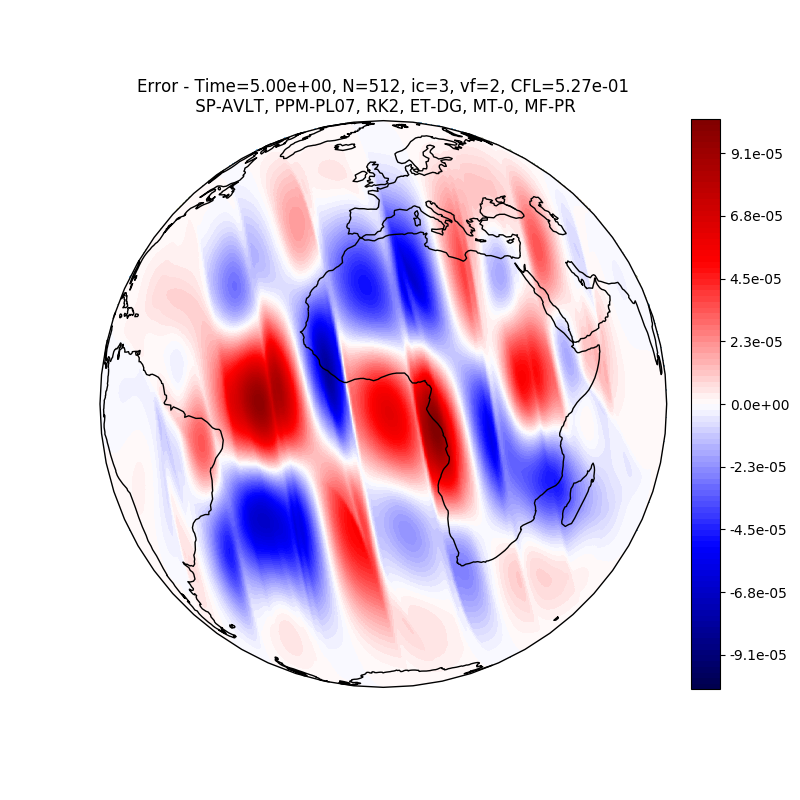 Error - Time=5.00e+00, N=512, ic=3, vf=2, CFL=5.27e-01
SP-AVLT, PPM-PL07, RK2, ET-DG, MT-0, MF-PR
9.1e-05
6.8e-05
4.5e-05
2.3e-05
0.0e+00
-2.3e-05
-4.5e-05
-6.8e-05
-9.1e-05